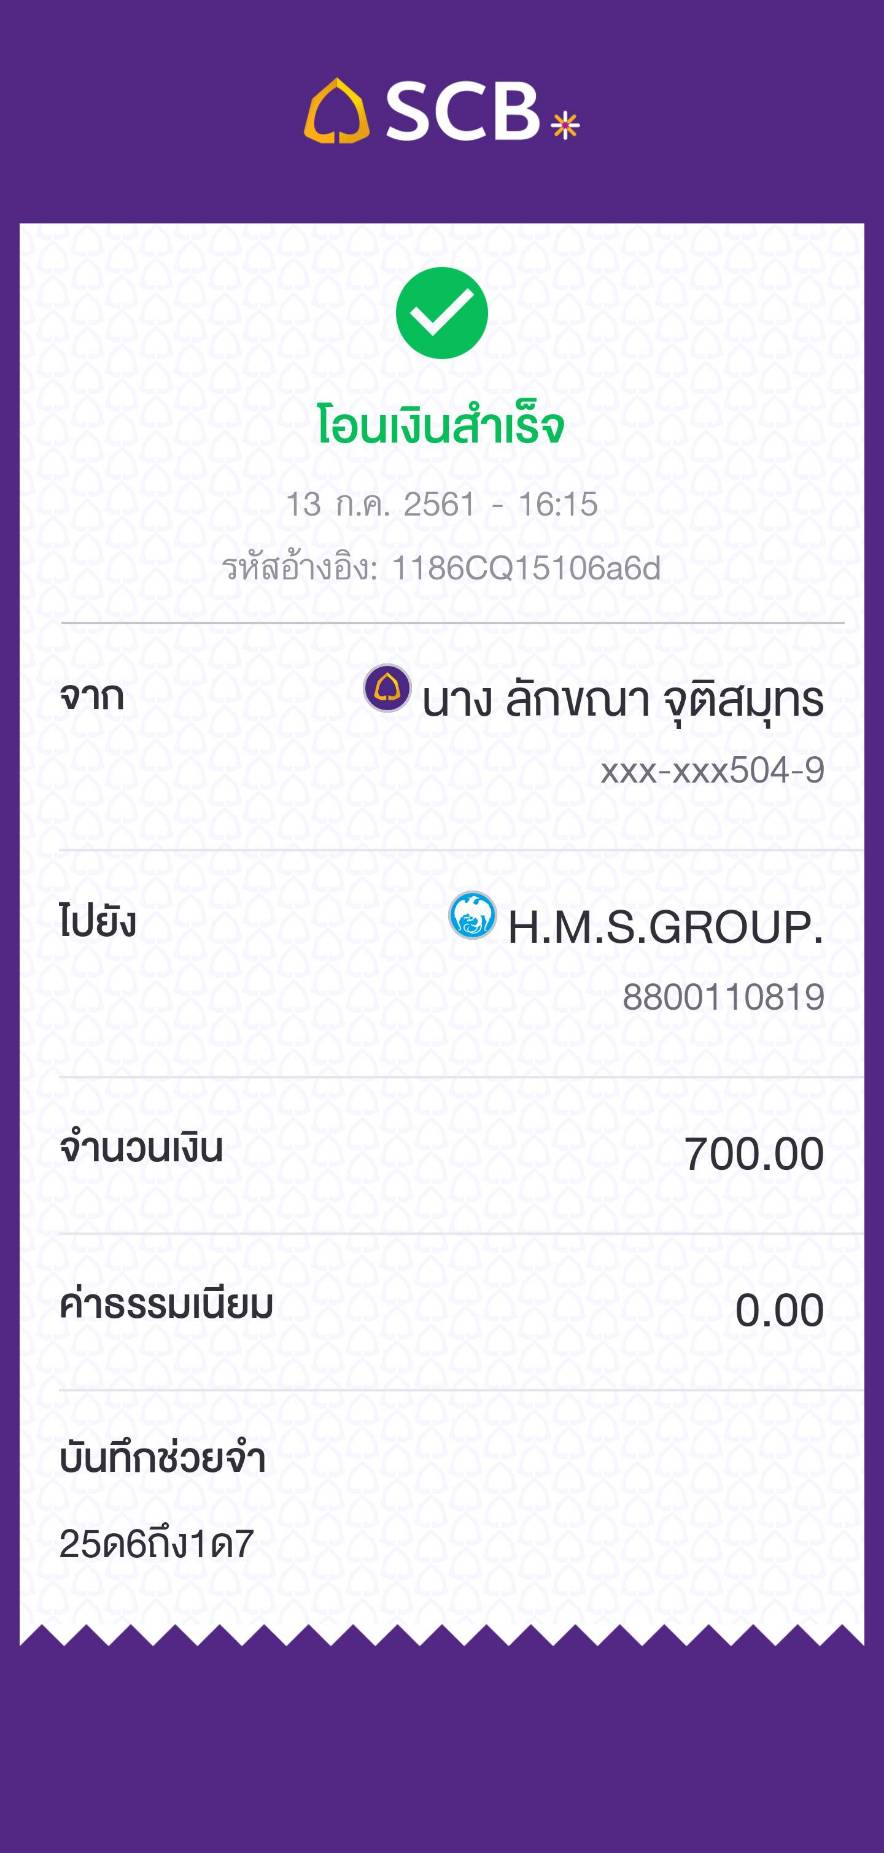 SCB
โอนเงินสำเร็จ
13 ก.ค. 2561 - 16:15
รหัสอ้างอิง: 1186CQ15106a6d
จาก
นาง ลักขณา จุติสมุทร
xxx-xxx504-9
ไปยัง
H.M.S.GROUP.
8800110819
จำนวนเงิน
700.00
ค่าธรรมเนียม
0.00
บันทึกช่วยจำ
25ด6ถึง1ด7